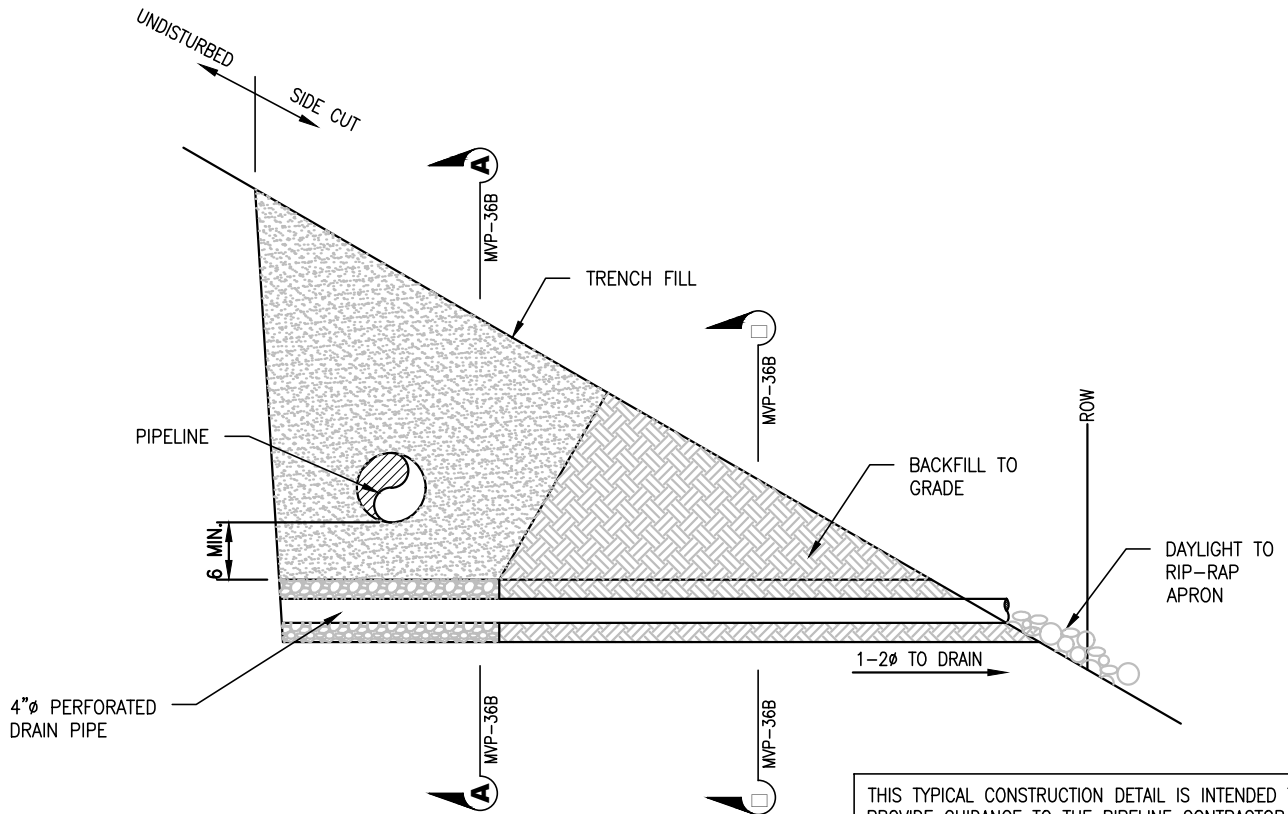 UNDISTURBED
SIDE CUT
A
MVP-36B
TRENCH FILL
MVP-36B
ROW
PIPELINE
BACKFILL TO
GRADE
6 MIN.
DAYLIGHT TO
RIP-RAP
APRON
1-2ø TO DRAIN
4"ø PERFORATED
DRAIN PIPE
MVP-36B
A
MVP-36B
THIS TYPICAL CONSTRUCTION DETAIL IS INTENDED
PROVIDE GUIDANCE TO THE PIPELINE CONTRACTOR